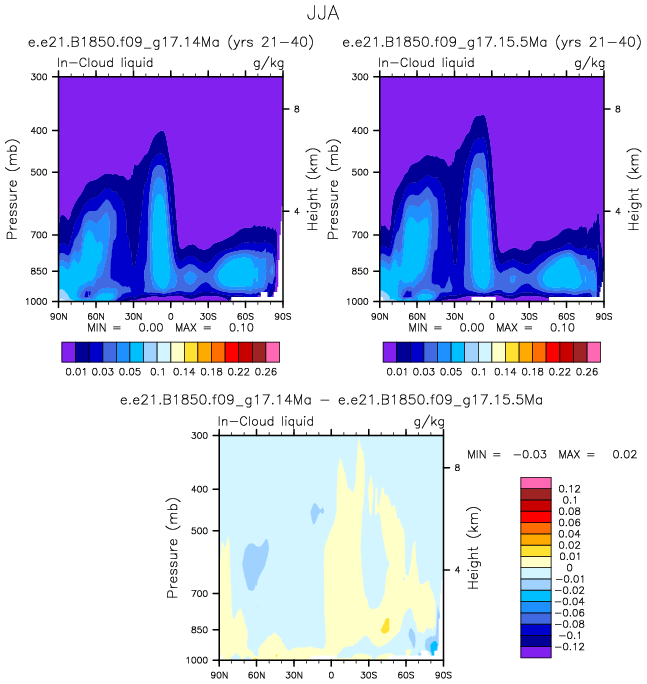 JJA
e.e21.B1850.f09_g17.14Ma (yrs 21-40)
In-Cloud liquid g/kg
300
400
500
700
850
1000
Pressure (mb)
8
4
Height (km)
90N 60N 30N 0 30S 60S 90S
MIN = 0.00 MAX = 0.10
0.01 0.03 0.05 0.1 0.14 0.18 0.22 0.26
e.e21.B1850.f09_g17.15.5Ma (yrs 21-40)
In-Cloud liquid g/kg
300
400
500
700
850
1000
Pressure (mb)
8
4
Height (km)
90N 60N 30N 0 30S 60S 90S
MIN = 0.00 MAX = 0.10
0.01 0.03 0.05 0.1 0.14 0.18 0.22 0.26
e.e21.B1850.f09_g17.14Ma - e.e21.B1850.f09_g17.15.5Ma
In-Cloud liquid g/kg
300
400
500
700
850
1000
Pressure (mb)
8
4
Height (km)
90N 60N 30N 0 30S 60S 90S
MIN = -0.03 MAX = 0.02
0.12
0.1
0.08
0.06
0.04
0.02
0.01
0
-0.01
-0.02
-0.04
-0.06
-0.08
-0.1
-0.12